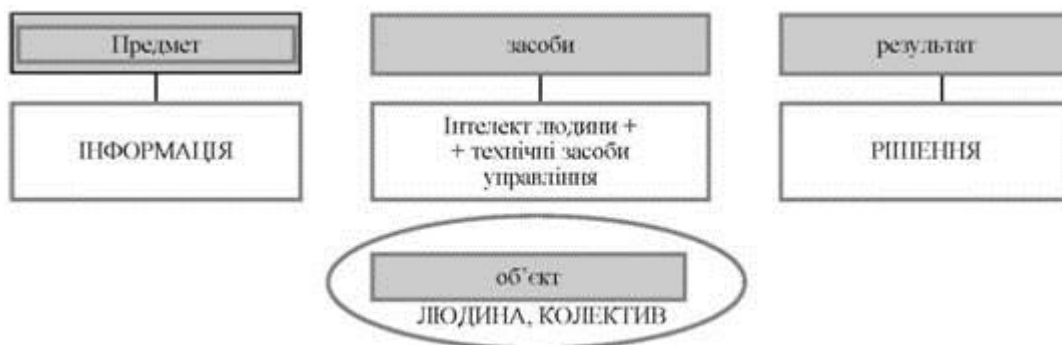 Предмет
засоби
результат
ІНФОРМАЦІЯ
Інтелект людини +
+ технічні засоби
управління
РІШЕННЯ
об’єкт
ЛЮДИНА, КОЛЕКТИВ